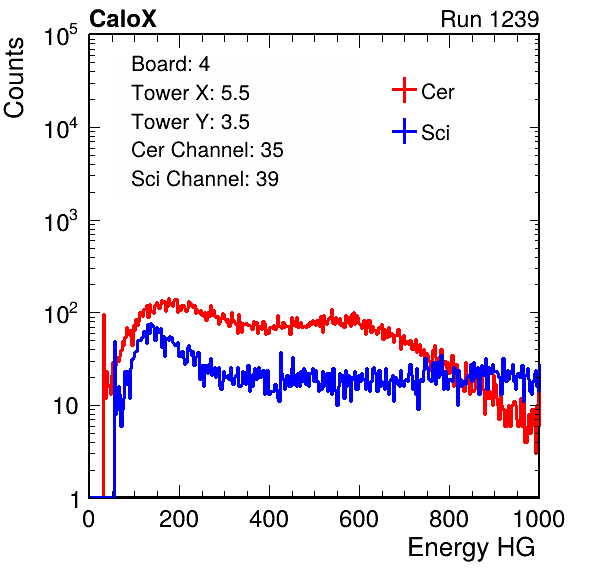 CaloX Run 1239
Counts
10^5
10^4
10^3
10^2
10
1
Board: 4
Tower X: 5.5
Tower Y: 3.5
Cer Channel: 35
Sci Channel: 39
Cer
Sci
0 200 400 600 800 1000
Energy HG